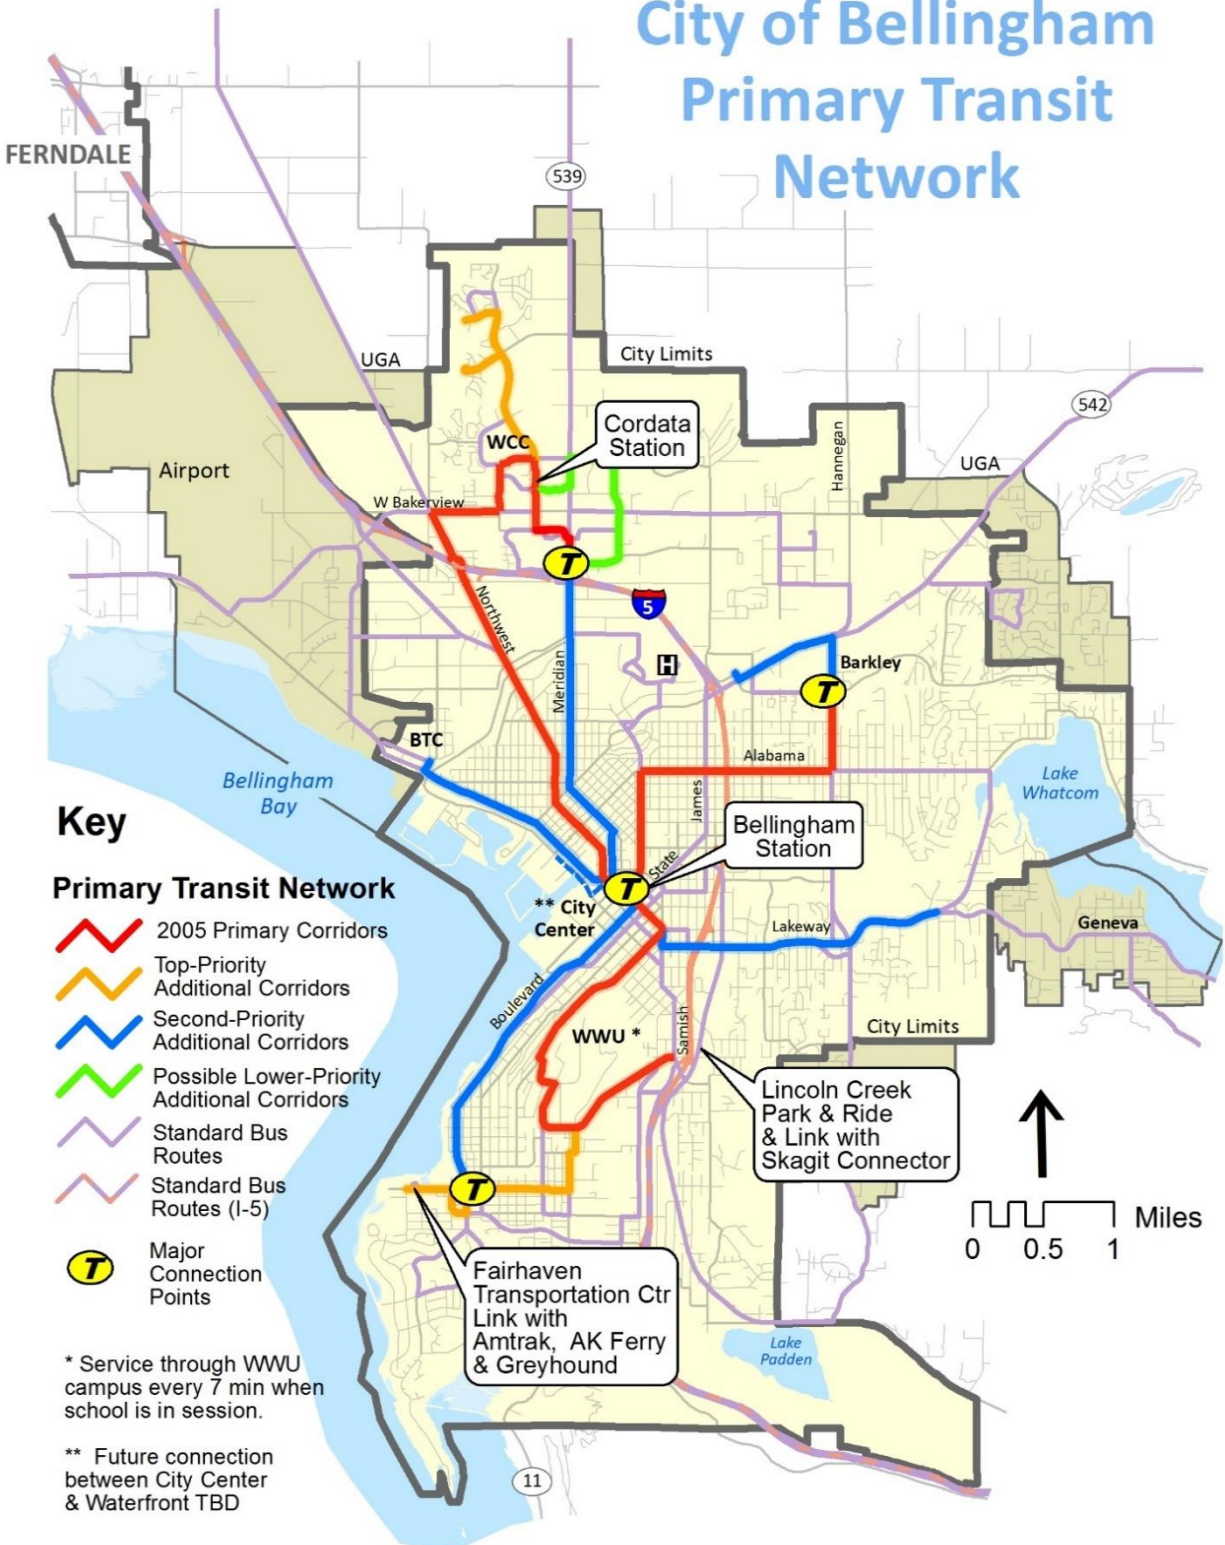 City of Bellingham
Primary Transit
Network
FERNDALE
539
UGA
City Limits
542
Cordata
Station
WCC
Hannegan
UGA
Airport
W Bakerview
T
5
Northwest
H
Meridian
Barkley
T
BTC
Alabama
Bellingham
Bay
Lake
Whatcom
James
Bellingham
Station
State
T
** City
Center
Lakeway
Geneva
Boulevard
WWU *
Samish
City Limits
Lincoln Creek
Park & Ride
& Link with
Skagit Connector
T
Fairhaven
Transportation Ctr
Link with
Amtrak, AK Ferry
& Greyhound
Lake
Padden
11
Miles
0 0.5 1
Key
Primary Transit Network
2005 Primary Corridors
Top-Priority
Additional Corridors
Second-Priority
Additional Corridors
Possible Lower-Priority
Additional Corridors
Standard Bus
Routes
Standard Bus
Routes (I-5)
T
Major
Connection
Points
* Service through WWU
campus every 7 min when
school is in session.
** Future connection
between City Center
& Waterfront TBD